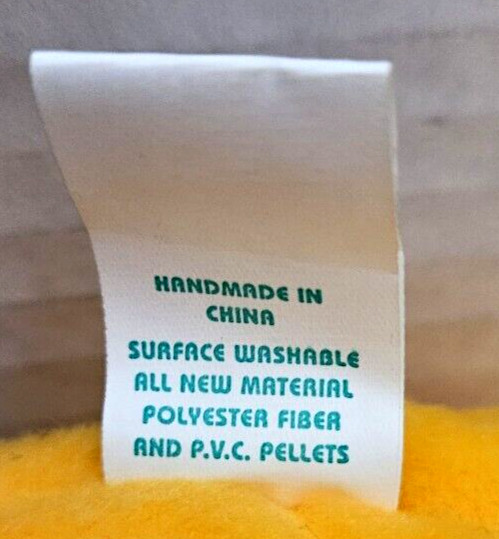 HANDMADE IN
CHINA
SURFACE WASHABLE
ALL NEW MATERIAL
POLYESTER FIBER
AND P.V.C. PELLETS